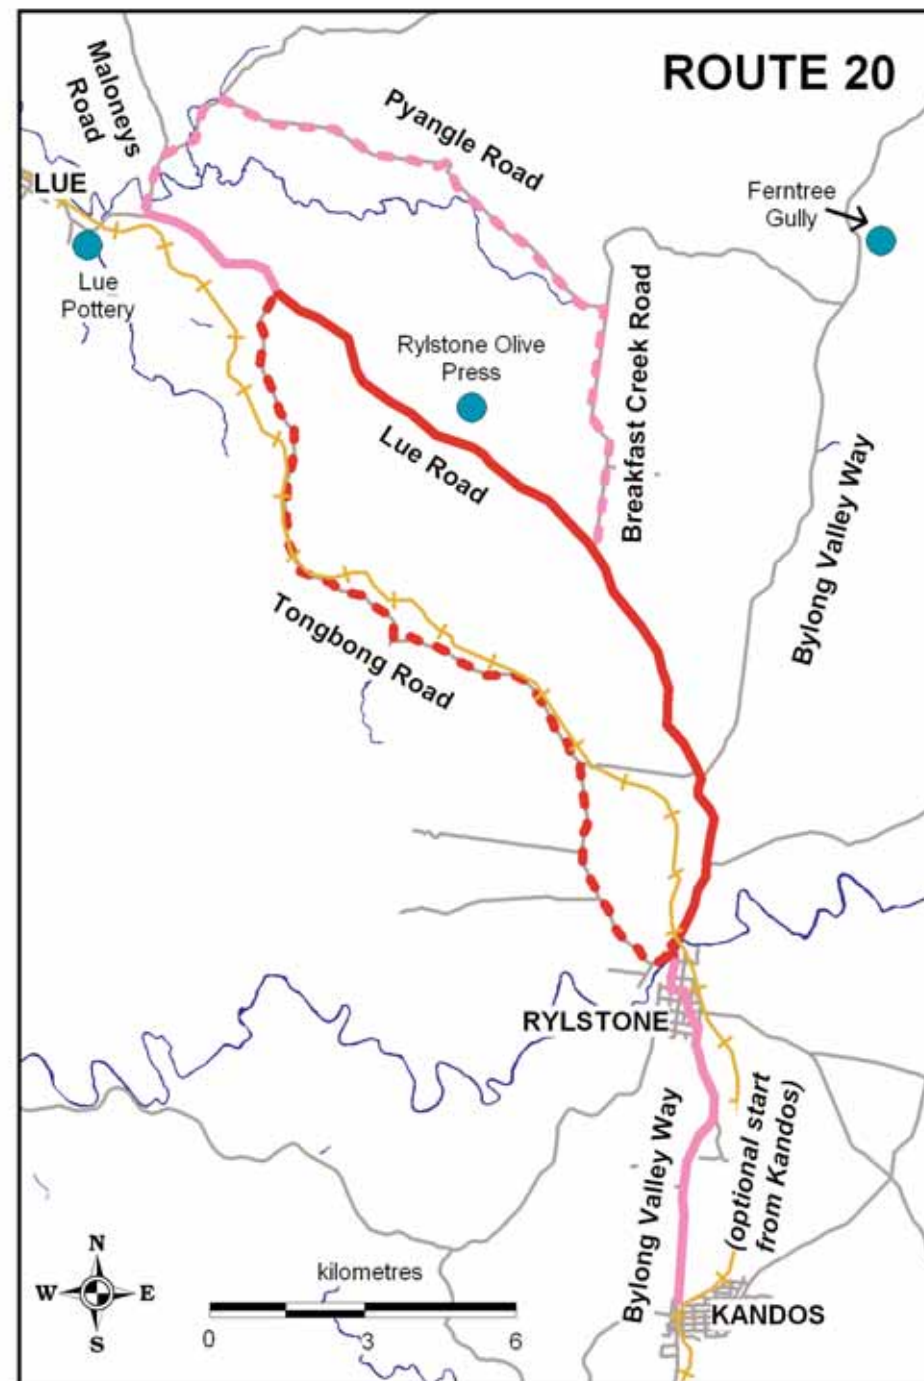 ROUTE 20
Maloneys
Road
Pyangle Road
LUE
Ferntree
Gully
Lue
Pottery
Rylstone Olive
Press
Breakfast Creek Road
Lue Road
Bylong Valley Way
Tongbong Road
RYLSTONE
Bylong Valley Way
(optional start
from Kandos)
N
W
E
S
kilometres
0
3
6
KANDOS